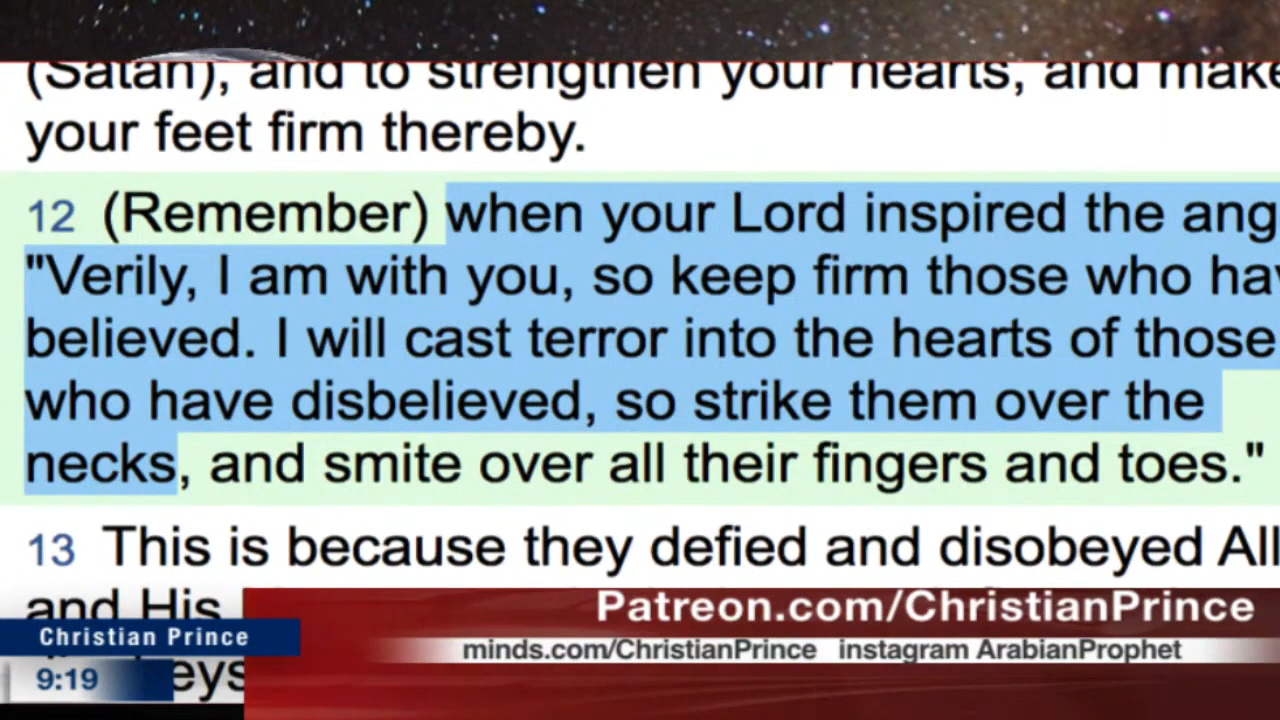 (Satan), and to strengthen your hearts, and make
your feet firm thereby.
12 (Remember) when your Lord inspired the ang
"Verily, I am with you, so keep firm those who hav
believed. I will cast terror into the hearts of those
who have disbelieved, so strike them over the
necks, and smite over all their fingers and toes."
13 This is because they defied and disobeyed All
and His
eys
Patreon.com/ChristianPrince
minds.com/ChristianPrince instagram ArabianProphet
Christian Prince
9:19